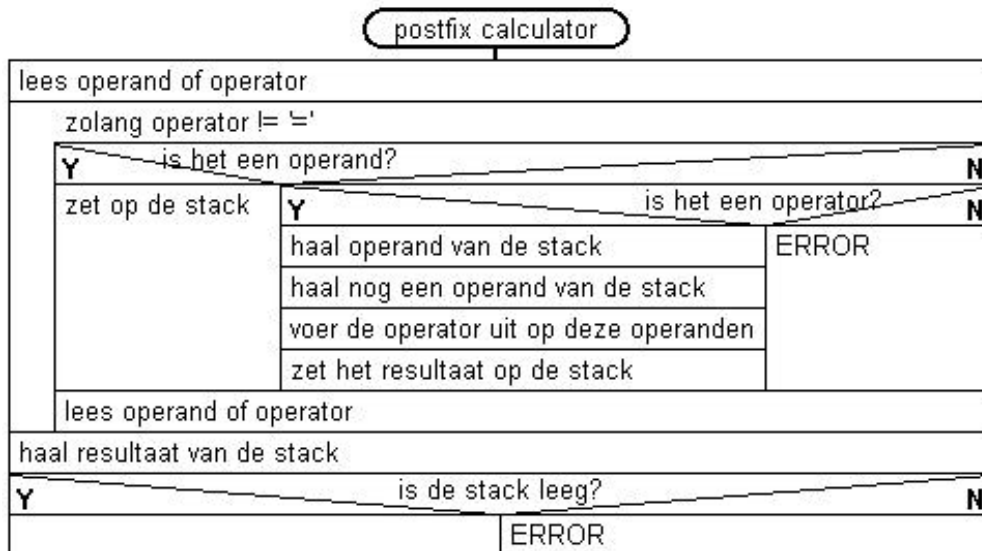 postfix calculator
lees operand of operator
zolang operator != '='
is het een operand?
Y N
zet op de stack
is het een operator?
Y N
haal operand van de stack
ERROR
haal nog een operand van de stack
voer de operator uit op deze operanden
zet het resultaat op de stack
lees operand of operator
haal resultaat van de stack
is de stack leeg?
Y N
ERROR